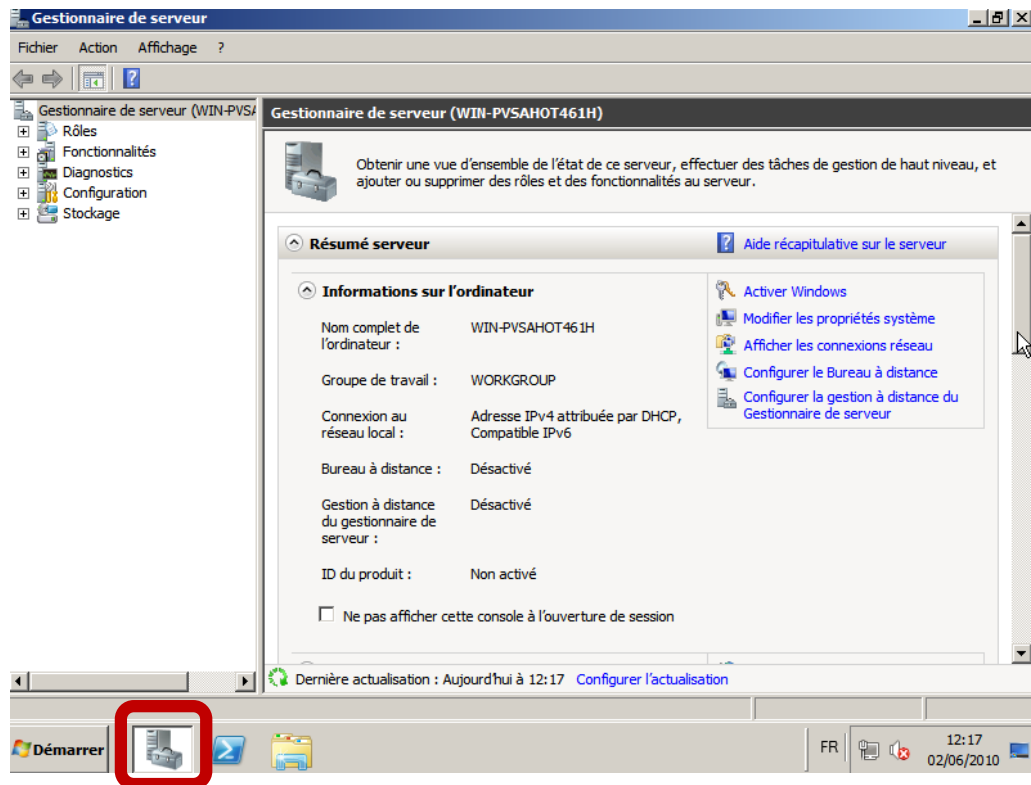 Gestionnaire de serveur
Fichier Action Affichage ?
Gestionnaire de serveur (WIN-PVSA
Rôles
Fonctionnalités
Diagnostics
Configuration
Stockage
Gestionnaire de serveur (WIN-PVSAHOT461H)
Obtenir une vue d'ensemble de l'état de ce serveur, effectuer des tâches de gestion de haut niveau, et
ajouter ou supprimer des rôles et des fonctionnalités au serveur.
Résumé serveur
Aide récapitulative sur le serveur
Informations sur l'ordinateur
Nom complet de
l'ordinateur :
WIN-PVSAHOT461H
Groupe de travail :
WORKGROUP
Connexion au
réseau local :
Adresse IPv4 attribuée par DHCP,
Compatible IPv6
Bureau à distance :
Désactivé
Gestion à distance
du gestionnaire de
serveur :
Désactivé
ID du produit :
Non activé
Ne pas afficher cette console à l'ouverture de session
Activer Windows
Modifier les propriétés système
Afficher les connexions réseau
Configurer le Bureau à distance
Configurer la gestion à distance du
Gestionnaire de serveur
Dernière actualisation : Aujourd'hui à 12:17 Configurer l'actualisation
Démarrer
FR
12:17
02/06/2010